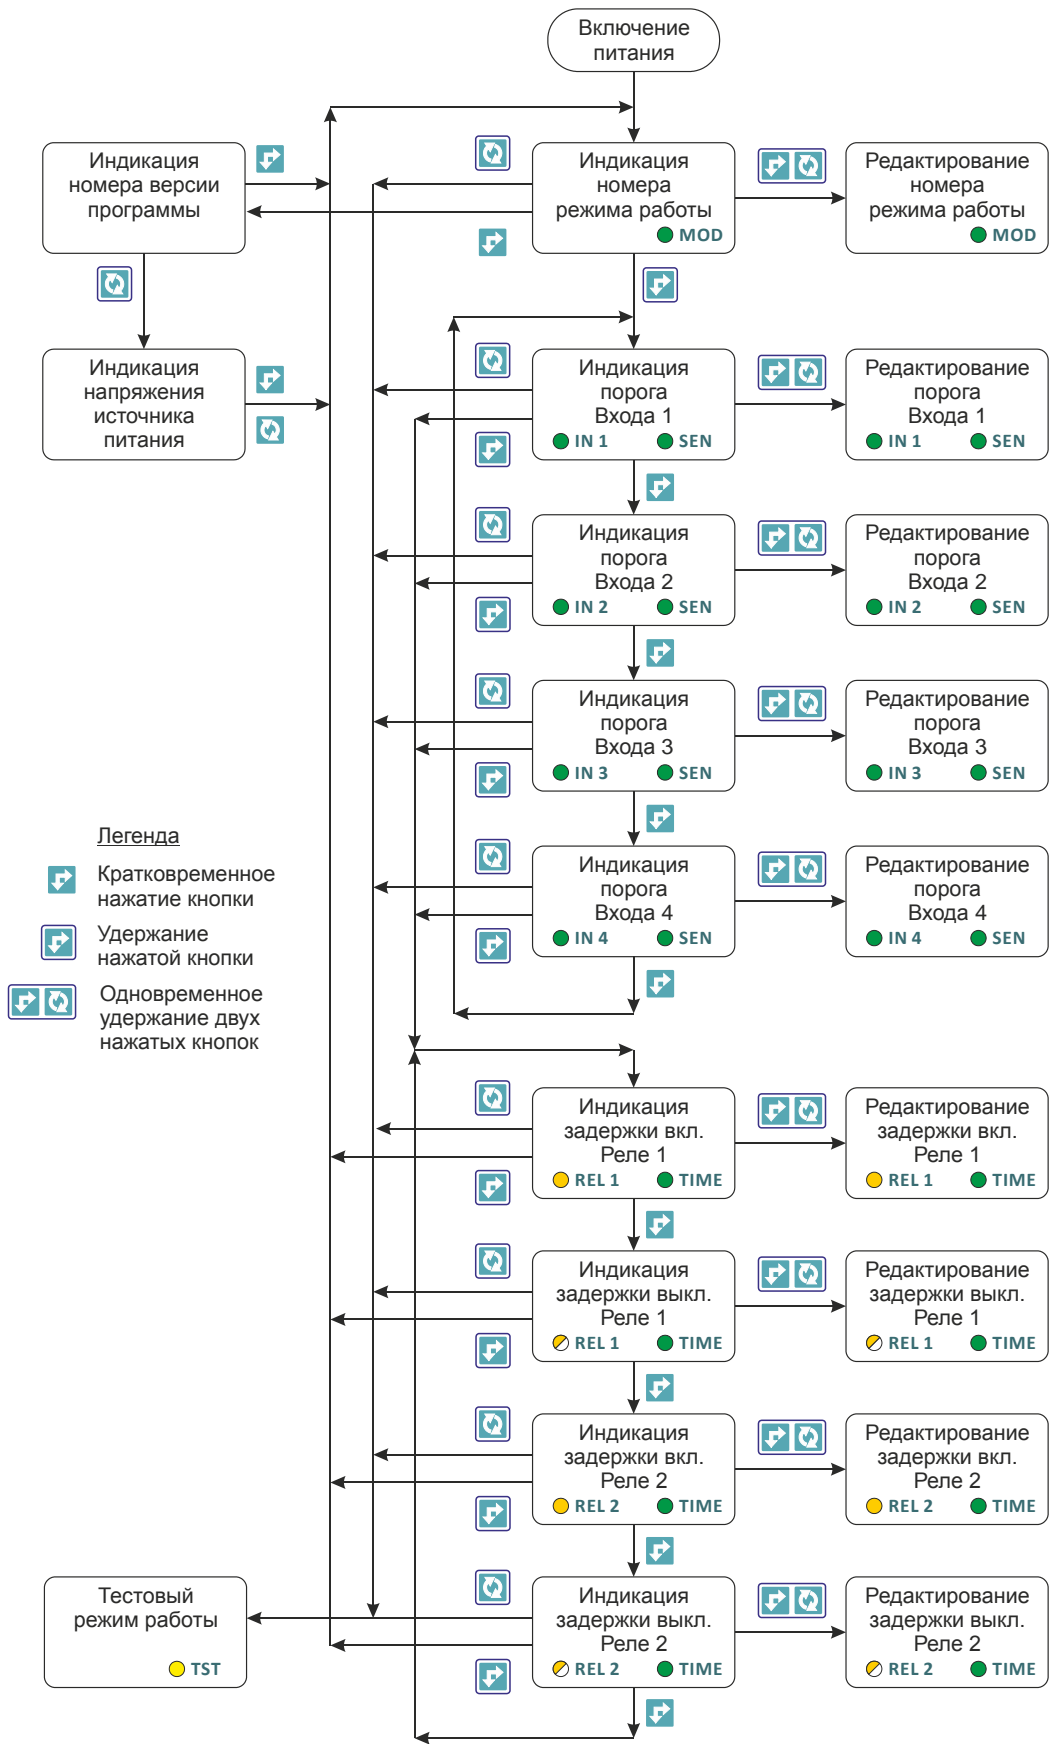 Включение
питания
Индикация
номера версии
программы
Индикация
номера
режима работы
MOD
Редактирование
номера
режима работы
MOD
Индикация
напряжения
источника
питания
Индикация
порога
Входа 1
IN 1 SEN
Редактирование
порога
Входа 1
IN 1 SEN
Индикация
порога
Входа 2
IN 2 SEN
Редактирование
порога
Входа 2
IN 2 SEN
Индикация
порога
Входа 3
IN 3 SEN
Редактирование
порога
Входа 3
IN 3 SEN
Легенда
Кратковременное
нажатие кнопки
Удержание
нажатой кнопки
Одновременное
удержание двух
нажатых кнопок
Индикация
порога
Входа 4
IN 4 SEN
Редактирование
порога
Входа 4
IN 4 SEN
Индикация
задержки вкл.
Реле 1
REL 1 TIME
Редактирование
задержки вкл.
Реле 1
REL 1 TIME
Индикация
задержки выкл.
Реле 1
REL 1 TIME
Редактирование
задержки выкл.
Реле 1
REL 1 TIME
Индикация
задержки вкл.
Реле 2
REL 2 TIME
Редактирование
задержки вкл.
Реле 2
REL 2 TIME
Тестовый
режим работы
TST
Индикация
задержки выкл.
Реле 2
REL 2 TIME
Редактирование
задержки выкл.
Реле 2
REL 2 TIME